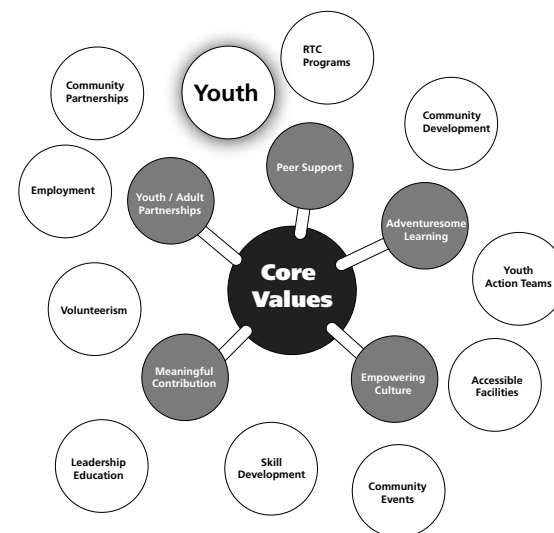 RTC
Programs
Community
Partnerships
Youth
Community
Development
Peer Support
Employment
Youth / Adult
Partnerships
Adventuresome
Learning
Core
Values
Youth
Action Teams
Volunteerism
Meaningful
Contribution
Empowering
Culture
Accessible
Facilities
Leadership
Education
Skill
Development
Community
Events